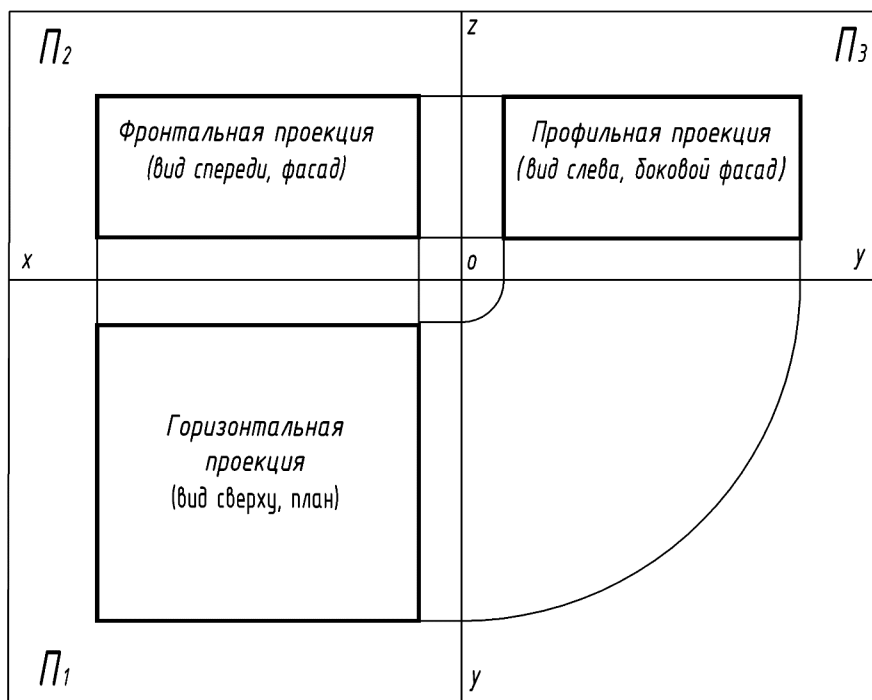 z
П2
П3
Фронтальная проекция
(вид спереди, фасад)
Профильная проекция
(вид слева, боковой фасад)
x
o
y
Горизонтальная
проекция
(вид сверху, план)
П1
y